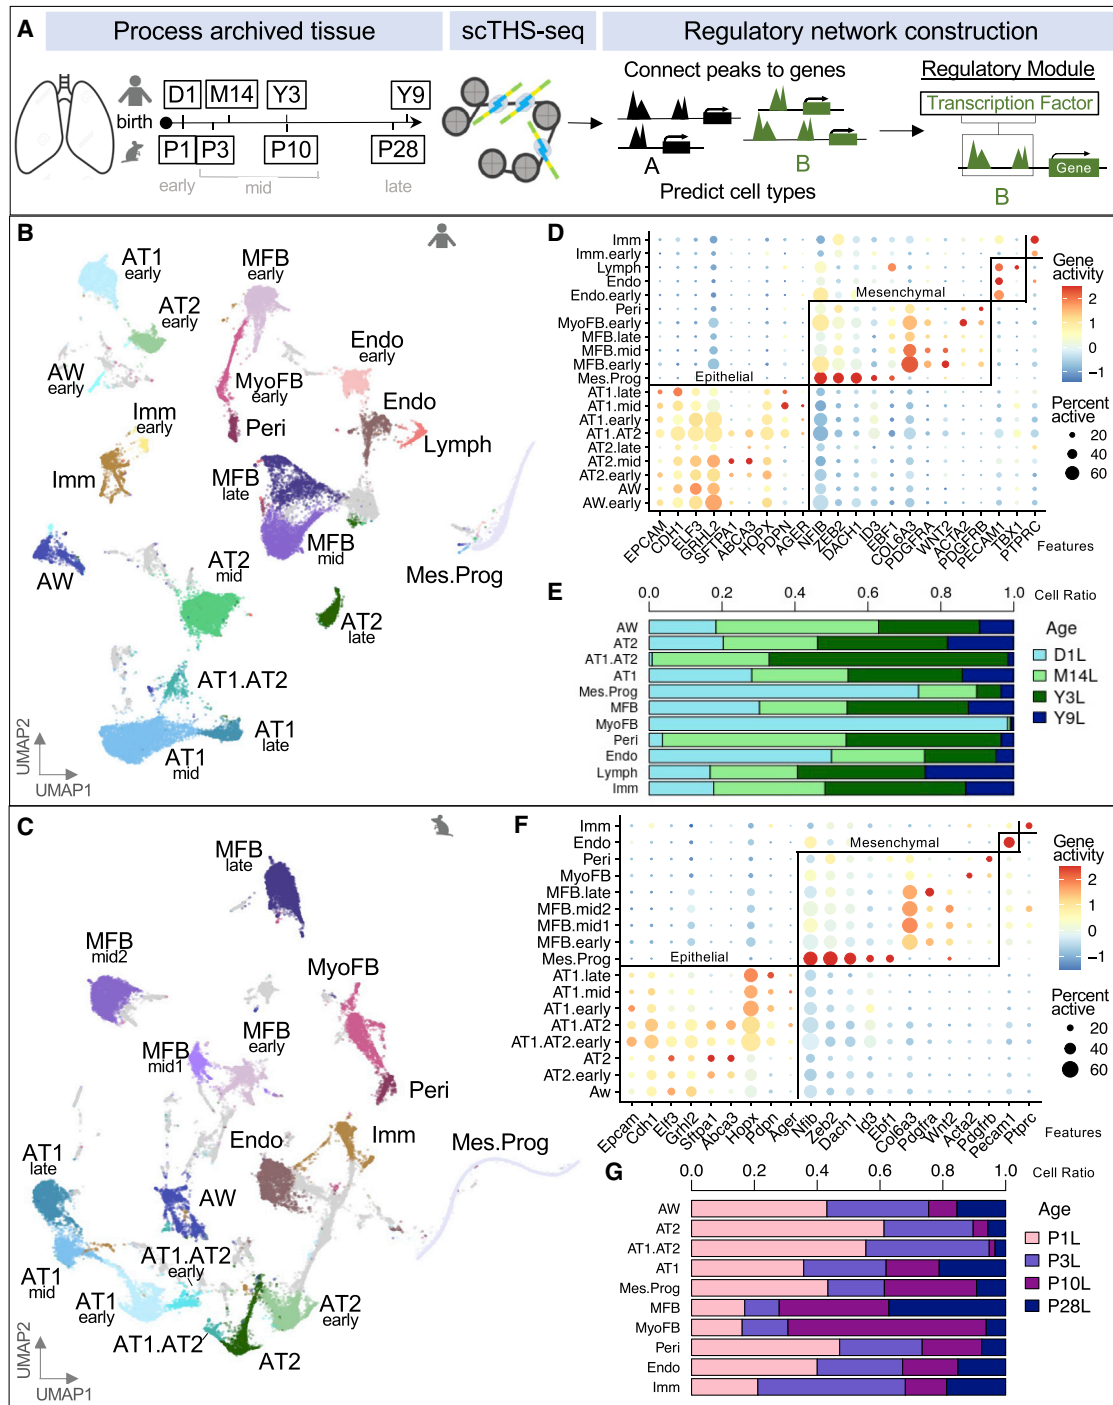 A
Process archived tissue
scTHS-seq
Regulatory network construction
D1 M14 Y3 Y9
birth
P1 P3 P10 P28
early mid late
Connect peaks to genes
A
B
Predict cell types
Regulatory Module
Transcription Factor
Gene
B
B
AT1
early
AT2
early
AW
early
MFB
early
MyoFB
early
Peri
Endo
early
Endo
Lymph
Imm
early
Imm
MFB
late
MFB
mid
Mes.Prog
AW
AT2
mid
AT2
late
AT1.AT2
AT1
late
AT1
mid
UMAP2
UMAP1
D
Imm
Imm.early
Lymph
Endo
Endo.early
Peri
MyoFB.early
MFB.late
MFB.mid
MFB.early
Mes.Prog
AT1.late
AT1.mid
AT1.early
AT1.AT2
AT2.late
AT2.mid
AT2.early
AW
AW.early
Mesenchymal
Epithelial
EPCAM
CDH1
ELF3
GRHL2
SFTPA1
ABCA3
HOPX
PDPN
AGER
NFIB
ZEB2
DACH1
ID3
EBF1
COL6A3
PDGFRA
WNT2
ACTA2
PDGFRB
PECAM1
TBX1
PTPRC
Features
Gene
activity
2
1
0
−1
Percent
active
20
40
60
E
0.0 0.2 0.4 0.6 0.8 1.0
Cell Ratio
AW
AT2
AT1.AT2
AT1
Mes.Prog
MFB
MyoFB
Peri
Endo
Lymph
Imm
Age
D1L
M14L
Y3L
Y9L
C
MFB
late
MFB
mid2
MyoFB
MFB
early
MFB
mid1
Peri
Endo
Imm
Mes.Prog
AT1
late
AW
AT1.AT2
early
AT1
mid
AT1
early
AT2
early
AT1.AT2
AT2
UMAP2
UMAP1
F
Imm
Endo
Peri
MyoFB
MFB.late
MFB.mid2
MFB.mid1
MFB.early
Mes.Prog
AT1.late
AT1.mid
AT1.early
AT1.AT2
AT1.AT2.early
AT2
AT2.early
Aw
Mesenchymal
Epithelial
Epcam
Cdh1
Elf3
Grhl2
Sftpa1
Abca3
Hopx
Pdpn
Ager
Nfib
Zeb2
Dach1
Id3
Ebf1
Col6a3
Pdgfra
Wnt2
Acta2
Pdgfrb
Pecam1
Ptprc
Features
Gene
activity
2
1
0
−1
Percent
active
20
40
60
G
0.0 0.2 0.4 0.6 0.8 1.0
Cell Ratio
AW
AT2
AT1.AT2
AT1
Mes.Prog
MFB
MyoFB
Peri
Endo
Imm
Age
P1L
P3L
P10L
P28L